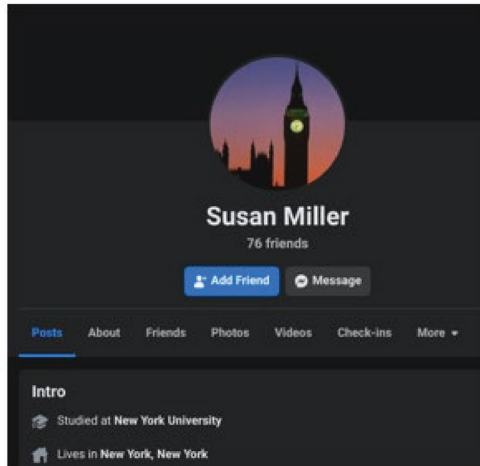 Susan Miller
76 friends
Add Friend Message
Posts About Friends Photos Videos Check-ins More
Intro
Studied at New York University
Lives in New York, New York